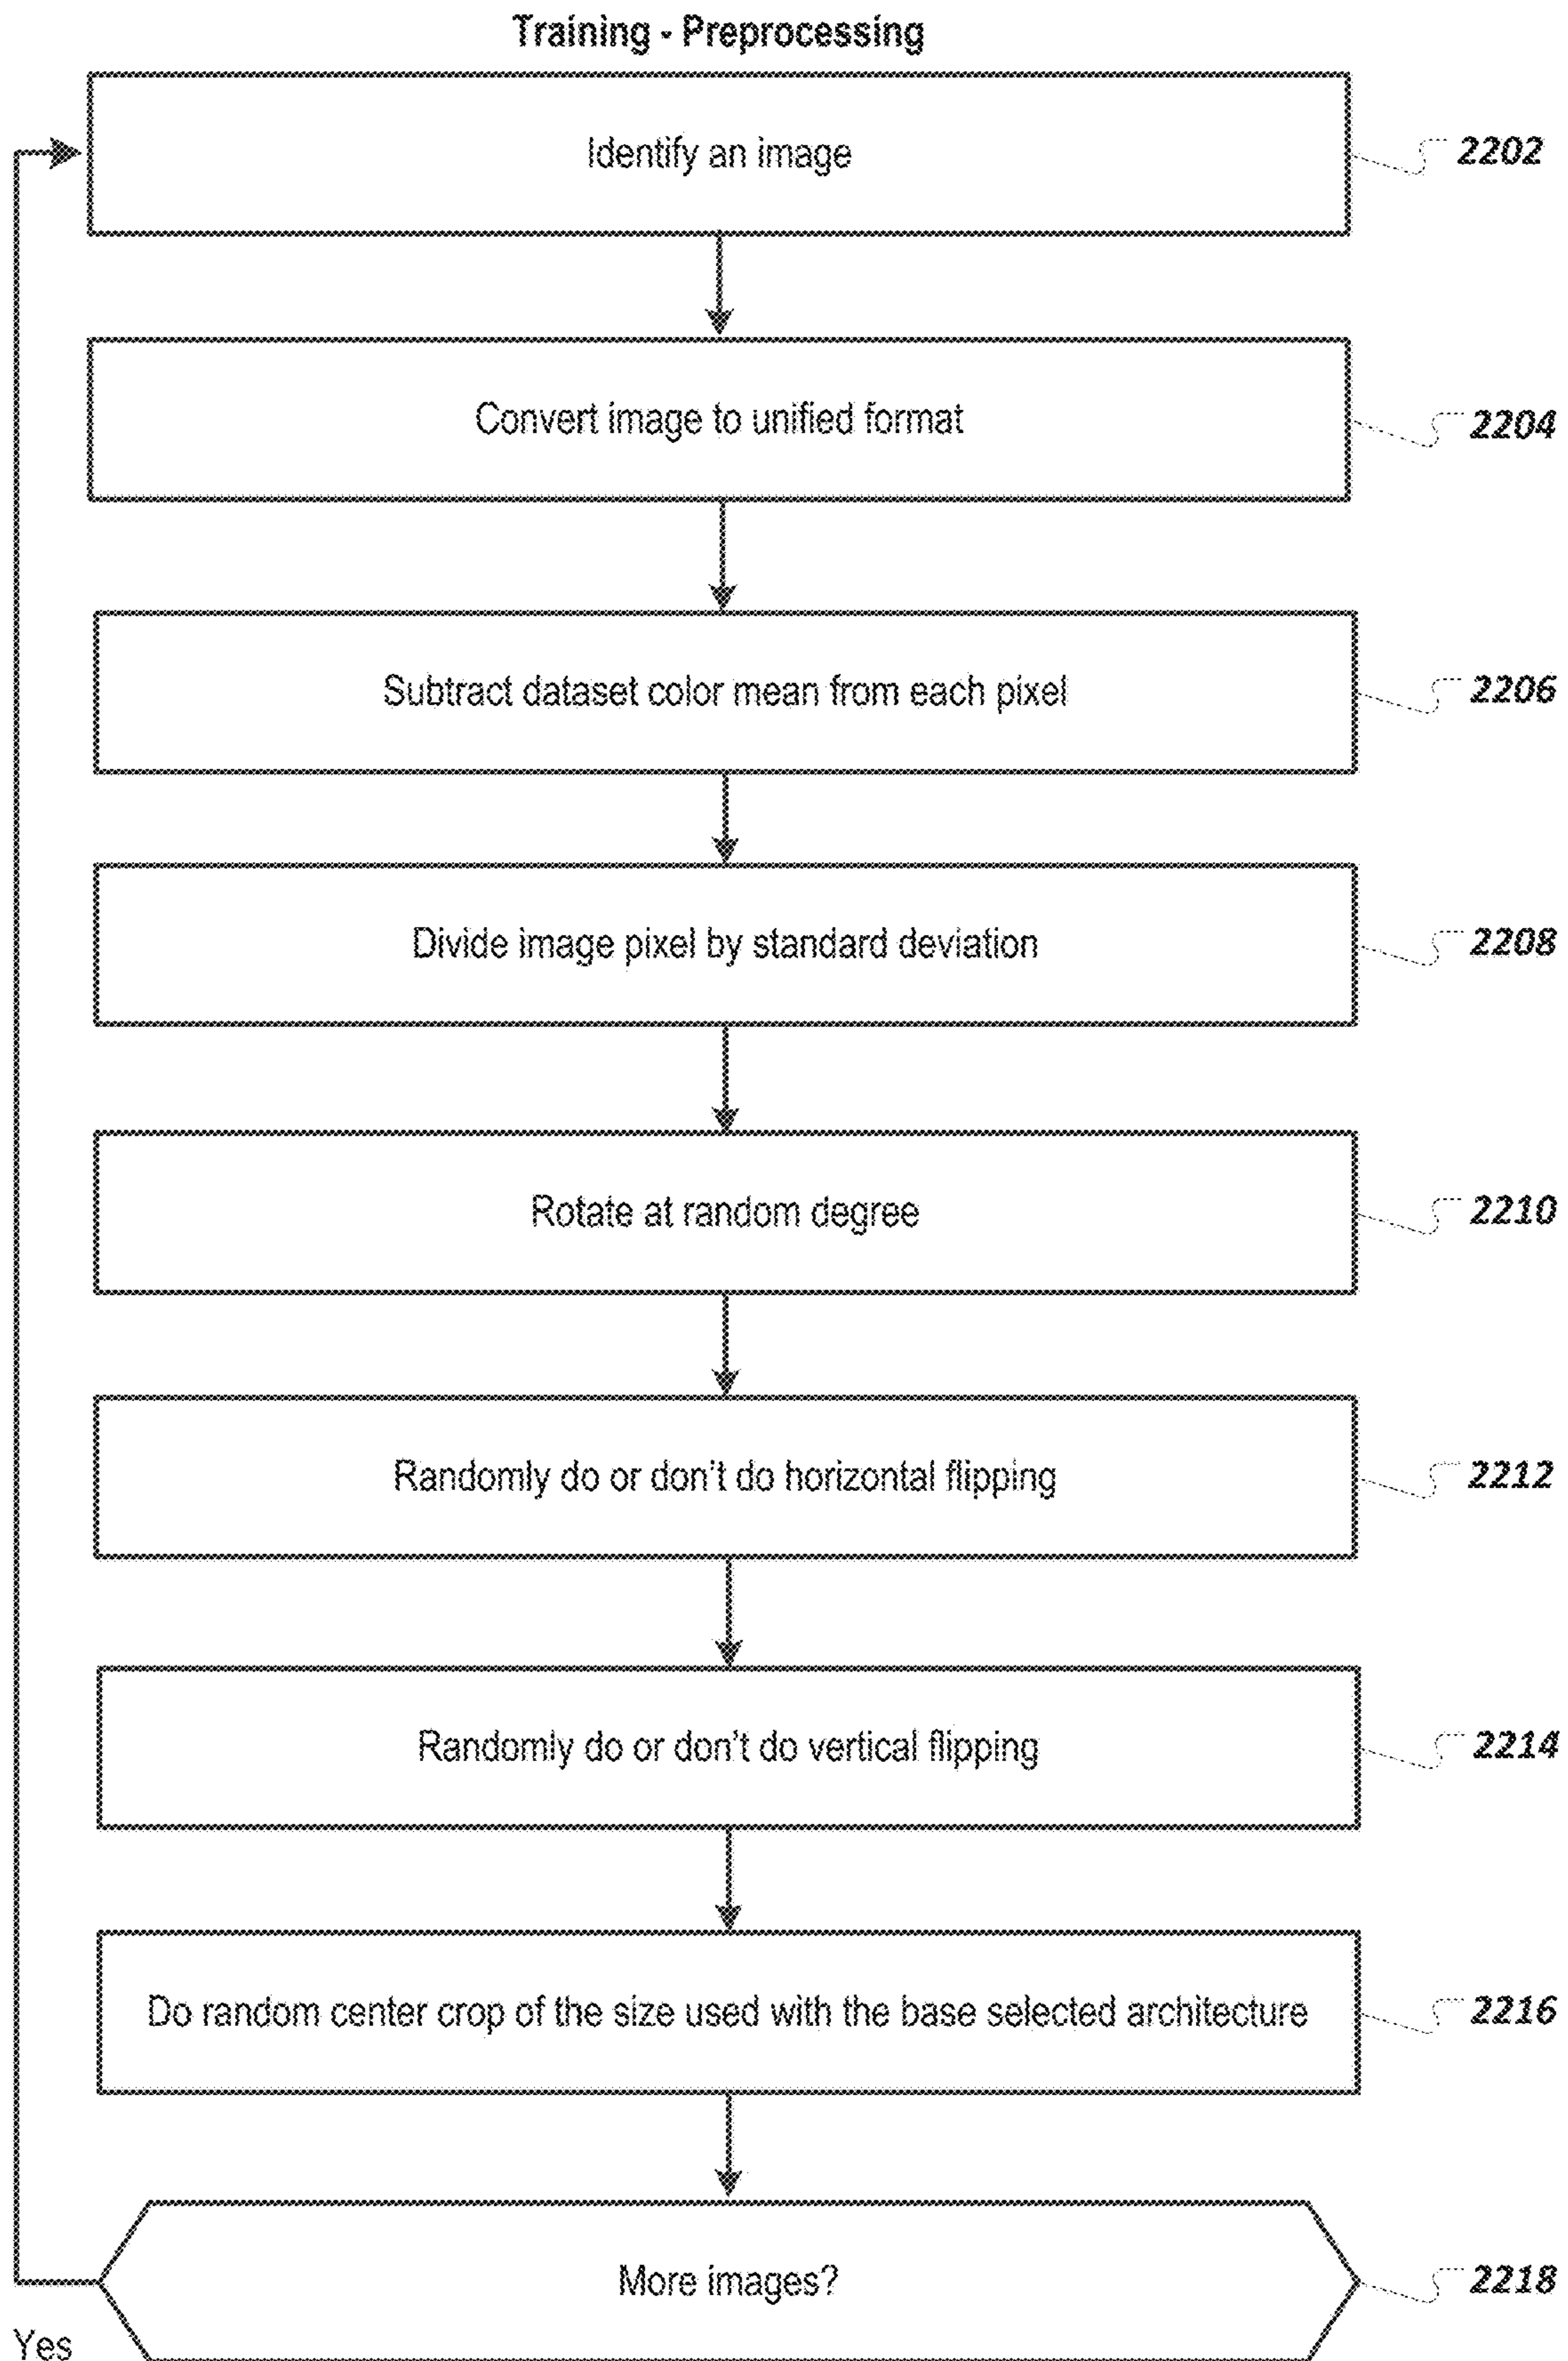 Training - Preprocessing
Identify an image
2202
Convert image to unified format
2204
Subtract dataset color mean from each pixel
2206
Divide image pixel by standard deviation
2208
Rotate at random degree
2210
Randomly do or don't do horizontal flipping
2212
Randomly do or don't do vertical flipping
2214
Do random center crop of the size used with the base selected architecture
2216
More images?
2218
Yes